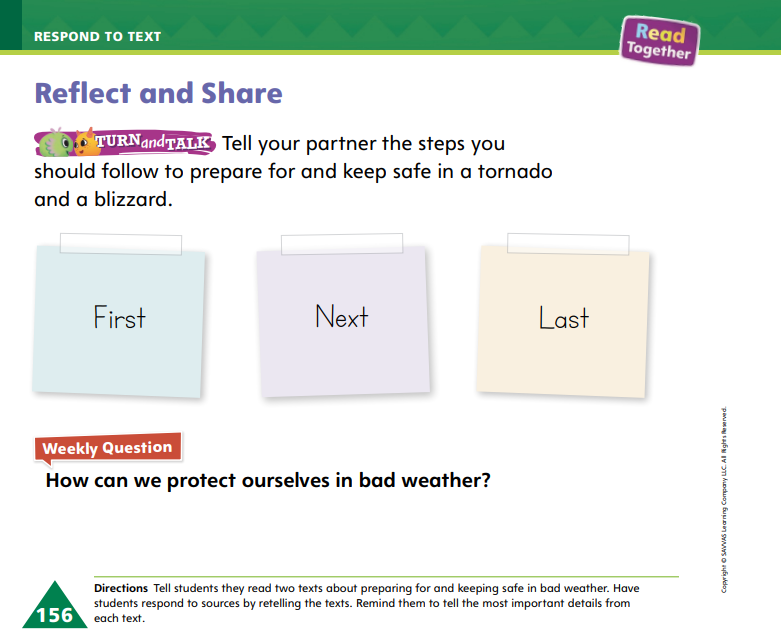 RESPOND TO TEXT
Read
Together
Reflect and Share
TURNandTALK Tell your partner the steps you
should follow to prepare for and keep safe in a tornado
and a blizzard.
First
Next
Last
Weekly Question
How can we protect ourselves in bad weather?
Copyright © SAVVAS Learning Company LLC. All Rights Reserved.
Directions Tell students they read two texts about preparing for and keeping safe in bad weather. Have
students respond to sources by retelling the texts. Remind them to tell the most important details from
each text.
156